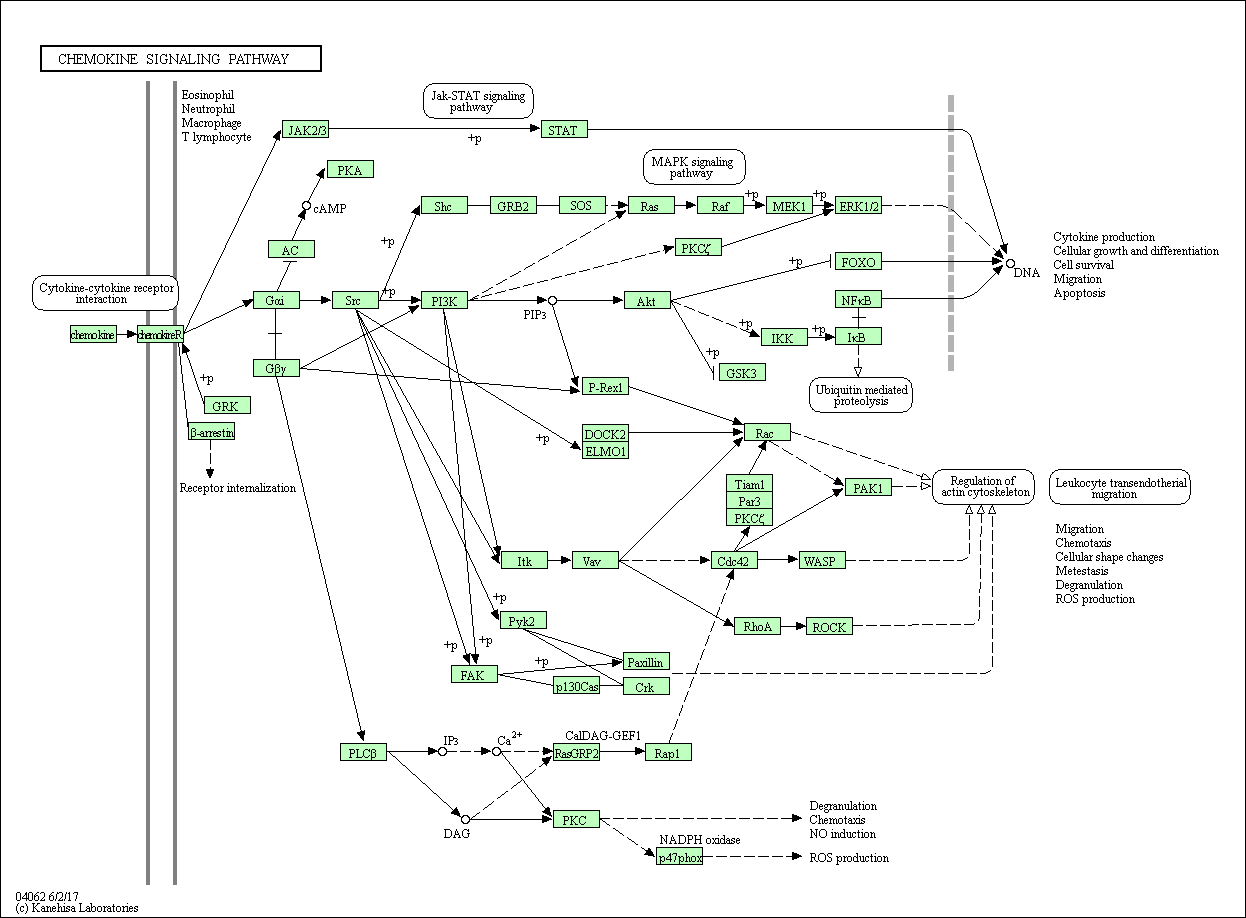 CHEMOKINE SIGNALING PATHWAY
Eosinophil
Neutrophil
Macrophage
T lymphocyte
Jak-STAT signaling
pathway
JAK2/3
+p
STAT
PKA
MAPK signaling
pathway
cAMP
Shc
GRB2
SOS
Ras
Raf
+p
MEK1
+p
ERK1/2
AC
+p
PKCζ
Cytokine production
Cellular growth and differentiation
Cell survival
Migration
Apoptosis
+p
FOXO
DNA
Cytokine-cytokine receptor
interaction
Gαi
Src
+p
PI3K
PIP3
Akt
NFκB
chemokine
chemokineR
+p
IKK
+p
IκB
+p
GSK3
Gβγ
+p
GRK
P-Rex1
Ubiquitin mediated
proteolysis
β-arrestin
+p
DOCK2
ELMO1
Rac
Receptor internalization
Tiam1
Par3
PKCζ
PAK1
Regulation of
actin cytoskeleton
Leukocyte transendotherial
migration
Migration
Chemotaxis
Cellular shape changes
Metestasis
Degranulation
ROS production
Itk
Vav
Cdc42
WASP
+p
Pyk2
RhoA
ROCK
+p
+p
FAK
+p
Paxillin
p130Cas
Crk
PLCβ
IP3
Ca2+
CalDAG-GEF1
RasGRP2
Rap1
DAG
PKC
Degranulation
Chemotaxis
NO induction
NADPH oxidase
p47phox
ROS production
04062 6/2/17
(c) Kanehisa Laboratories